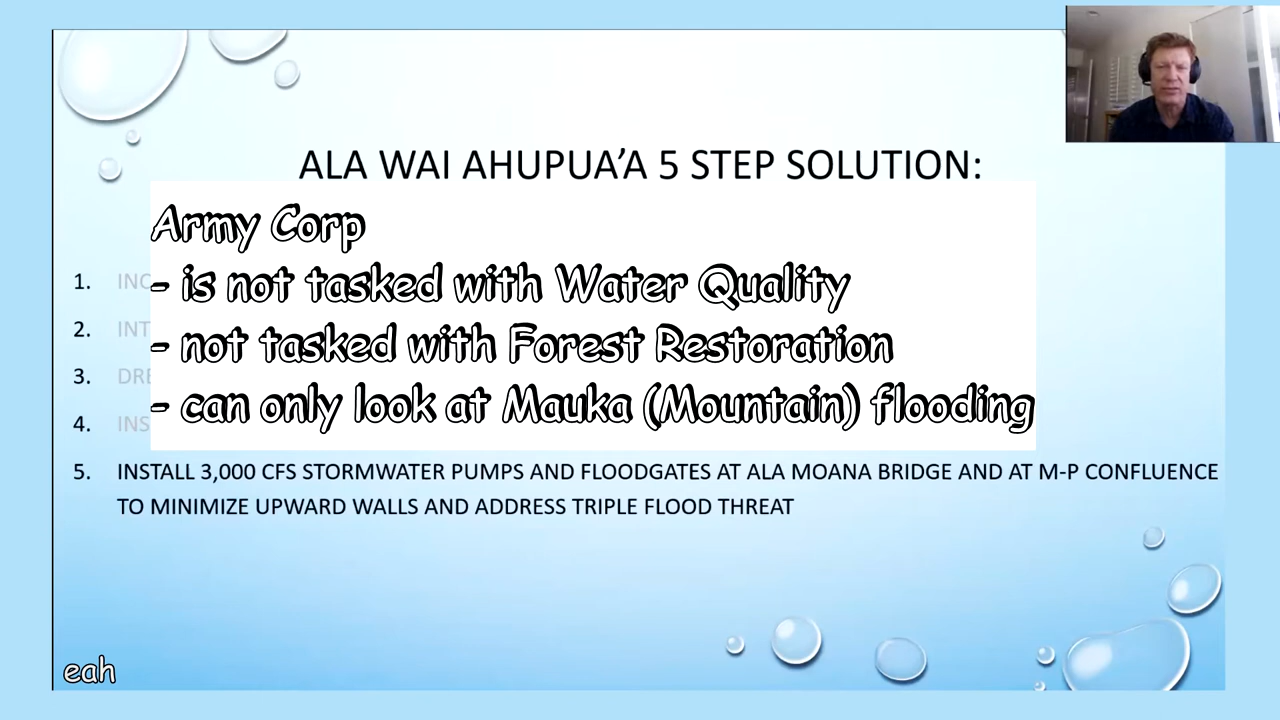 ALA WAI AHUPUA'A 5 STEP SOLUTION:
Army Corp
1. INC
- is not tasked with Water Quality
2. INT
- not tasked with Forest Restoration
3. DRE
- can only look at Mauka (Mountain) flooding
4. INS
5. INSTALL 3,000 CFS STORMWATER PUMPS AND FLOODGATES AT ALA MOANA BRIDGE AND AT M-P CONFLUENCE
TO MINIMIZE UPWARD WALLS AND ADDRESS TRIPLE FLOOD THREAT
eah